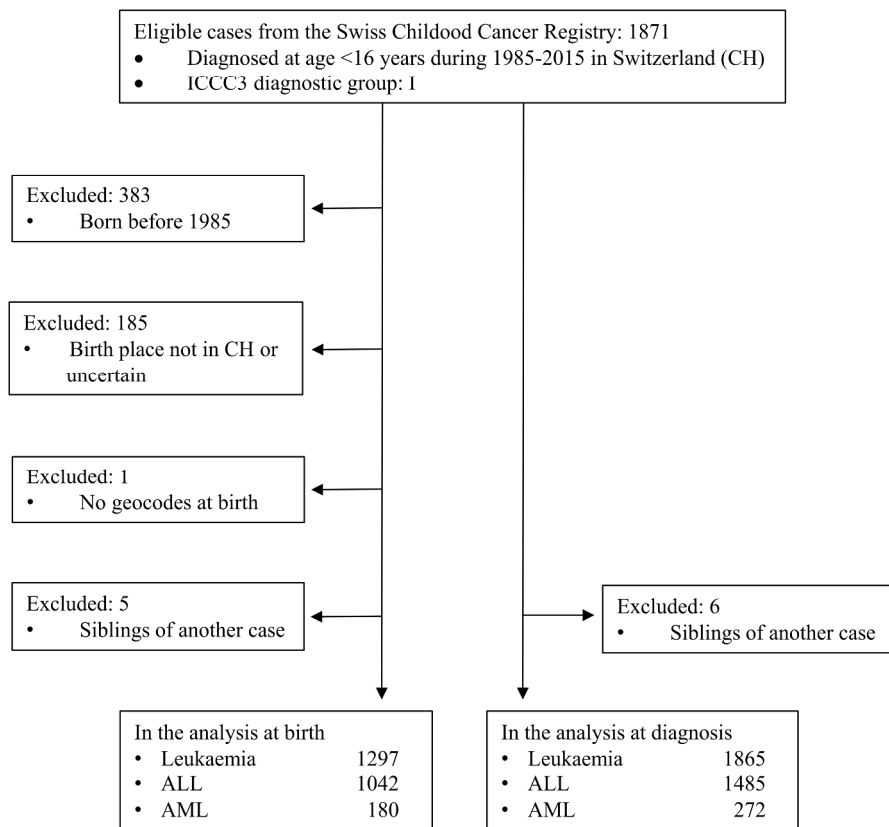 Eligible cases from the Swiss Childood Cancer Registry: 1871
● Diagnosed at age <16 years during 1985-2015 in Switzerland (CH)
● ICCC3 diagnostic group: I
Excluded: 383
• Born before 1985
Excluded: 185
• Birth place not in CH or
uncertain
Excluded: 1
• No geocodes at birth
Excluded: 5
• Siblings of another case
Excluded: 6
• Siblings of another case
In the analysis at birth
• Leukaemia 1297
• ALL 1042
• AML 180
In the analysis at diagnosis
• Leukaemia 1865
• ALL 1485
• AML 272